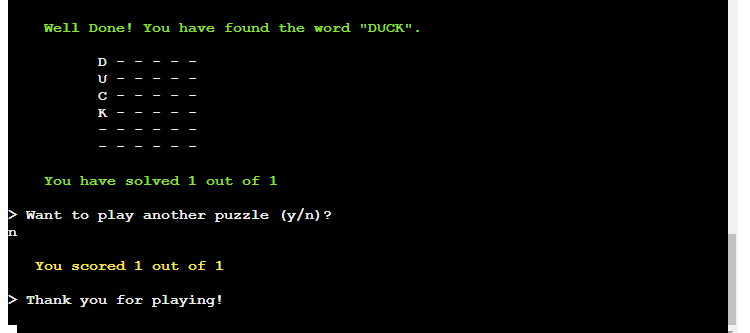 Well Done! You have found the word "DUCK".
D - - - - -
U - - - - -
C - - - - -
K - - - - -
- - - - - -
- - - - - -
You have solved 1 out of 1
> Want to play another puzzle (y/n)?
n
You scored 1 out of 1
> Thank you for playing!